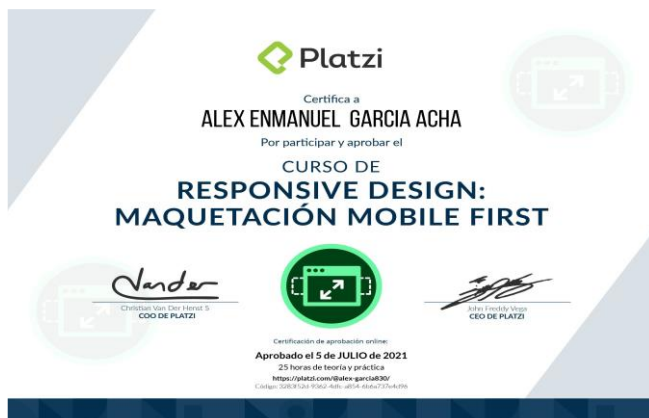 Platzi
Certifica a
ALEX ENMANUEL GARCIA ACHA
Por participar y aprobar el
CURSO DE
RESPONSIVE DESIGN:
MAQUETACIÓN MOBILE FIRST
Vander
Christian Van Der Henst S.
COO DE PLATZI
John Freddy Vega
CEO DE PLATZI
Certificación de aprobación online:
Aprobado el 5 de JULIO de 2021
25 horas de teoría y práctica
https://platzi.com/@alex-garcia830/
Código: